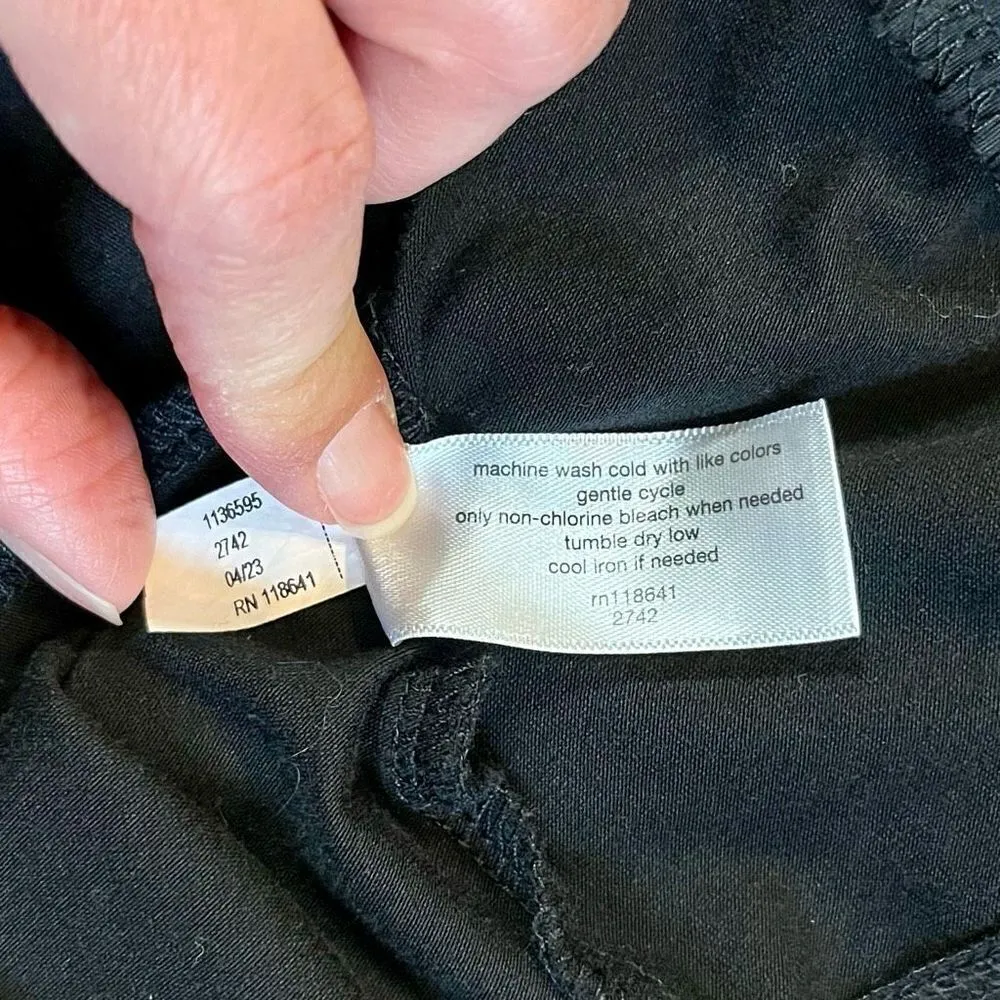 1136595
2742
04/23
RN 118641
machine wash cold with like colors
gentle cycle
only non-chlorine bleach when needed
tumble dry low
cool iron if needed
rn118641
2742